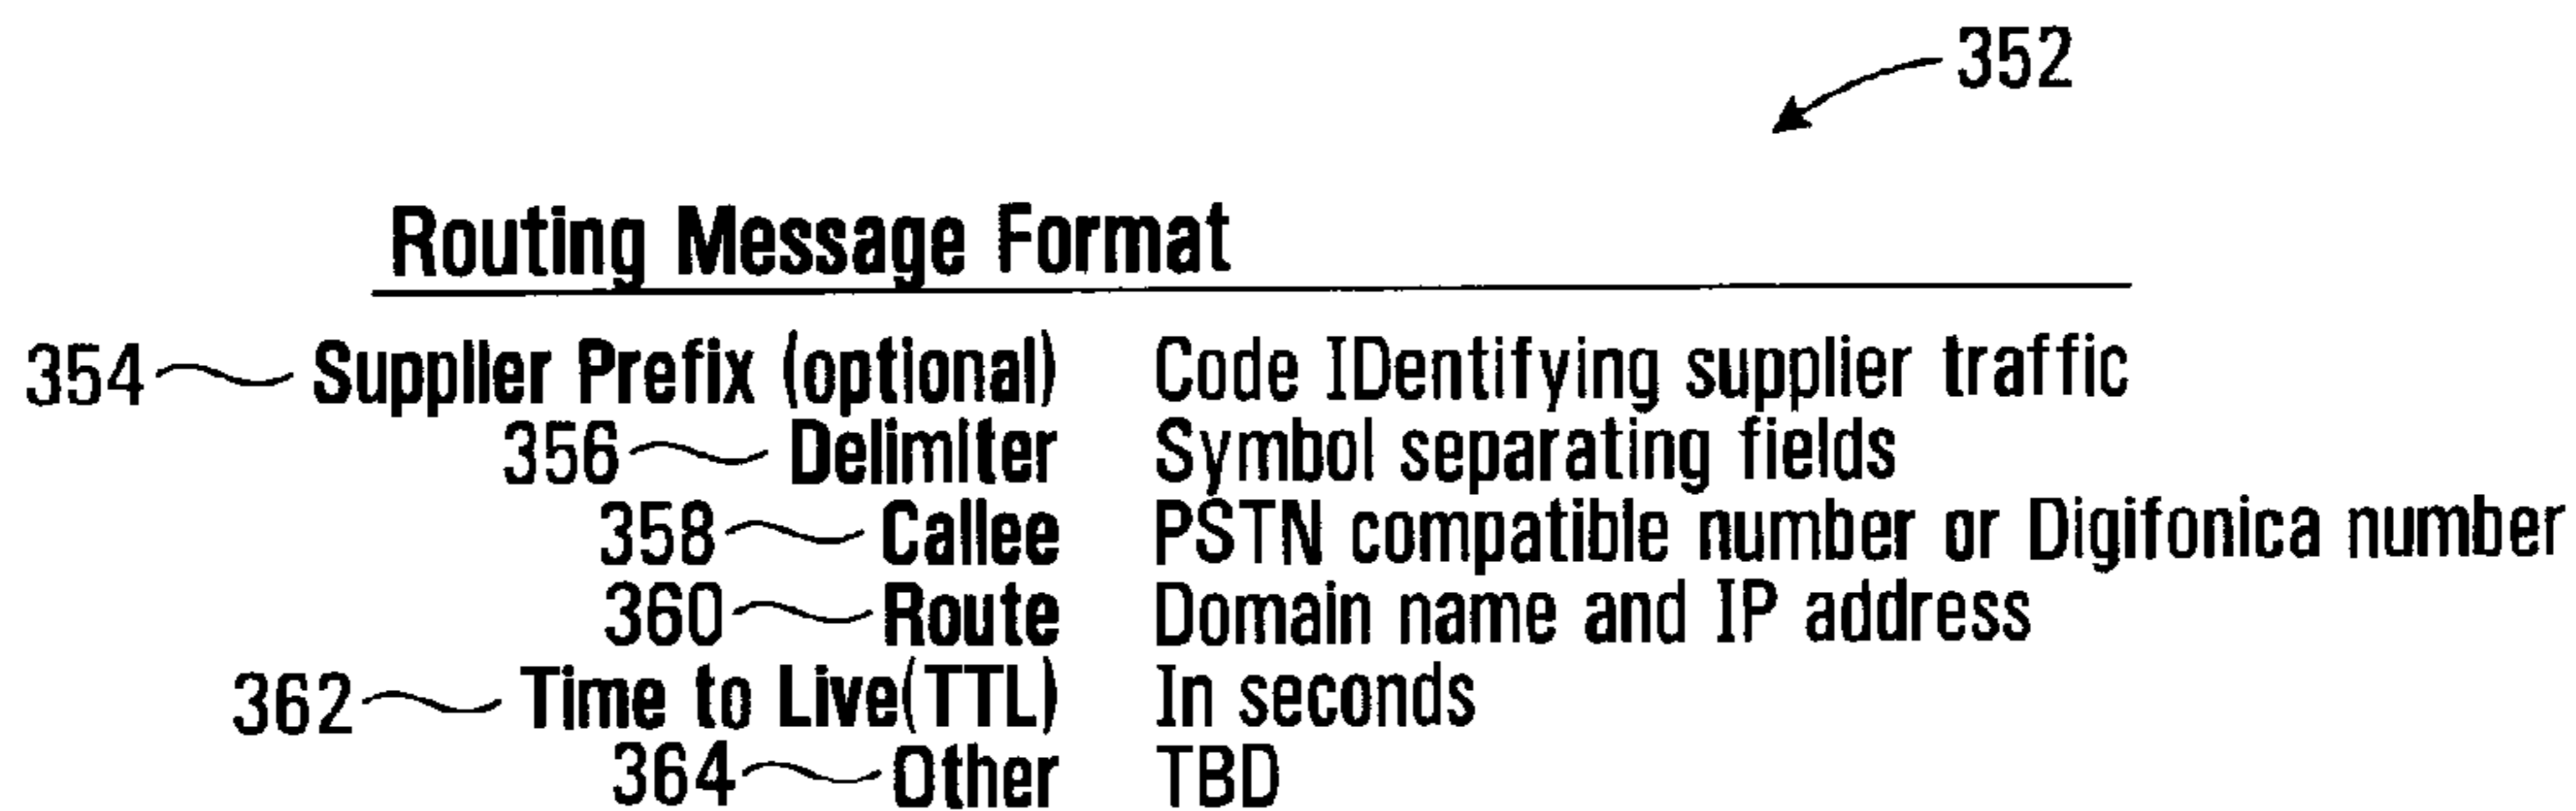 352
Routing Message Format
354 Supplier Prefix (optional) Code IDentifying supplier traffic
356 Delimiter Symbol separating fields
358 Callee PSTN compatible number or Digifonica number
360 Route Domain name and IP address
362 Time to Live(TTL) In seconds
364 Other TBD